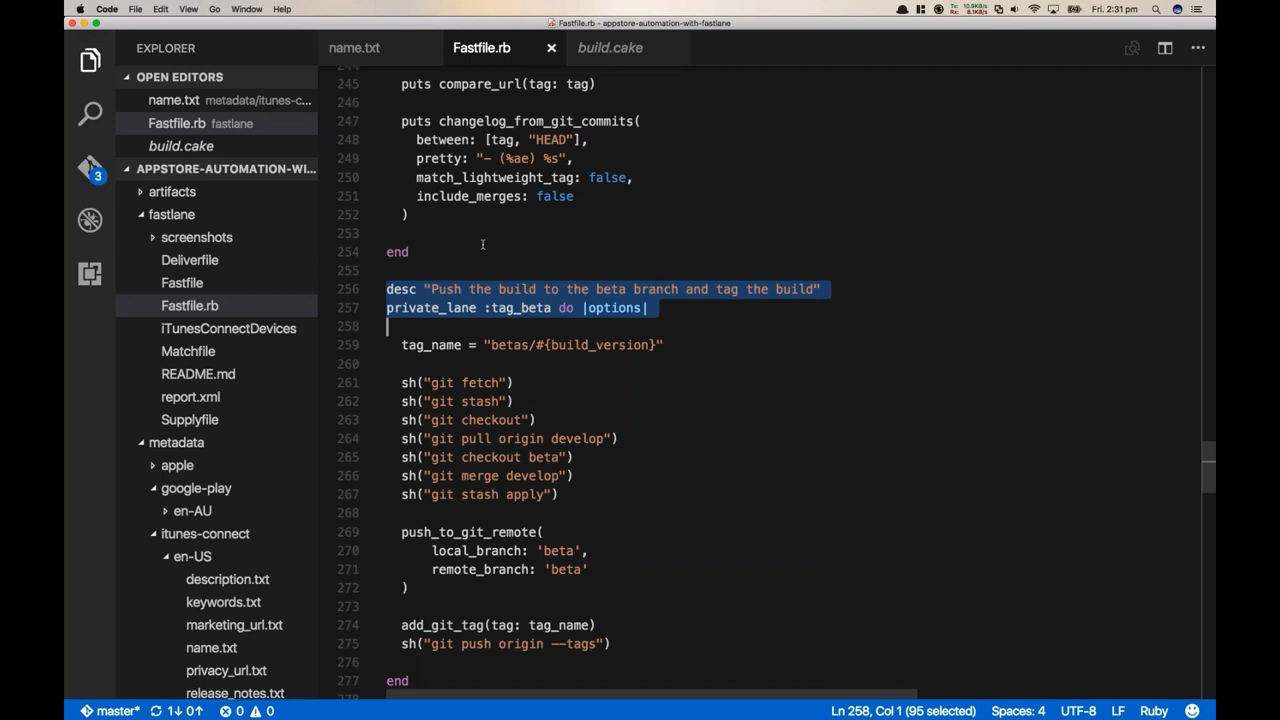 Code File Edit View Go Window Help Tx: 10.9KB/s Rx: 8.1KB/s Fri. 2:31 pm
Fastfile.rb - appstore-automation-with-fastlane
EXPLORER
OPEN EDITORS
name.txt metadata/itunes-c...
Fastfile.rb fastlane
build.cake
APPSTORE-AUTOMATION-WI...
artifacts
fastlane
screenshots
Deliverfile
Fastfile
Fastfile.rb
iTunesConnectDevices
Matchfile
README.md
report.xml
Supplyfile
metadata
apple
google-play
en-AU
itunes-connect
en-US
description.txt
keywords.txt
marketing_url.txt
name.txt
privacy_url.txt
release_notes.txt
3
name.txt Fastfile.rb build.cake
245 puts compare_url(tag: tag)
246
247 puts changelog_from_git_commits(
248 between: [tag, "HEAD"],
249 pretty: "- (%ae) %s",
250 match_lightweight_tag: false,
251 include_merges: false
252 )
253
254 end
255
256 desc "Push the build to the beta branch and tag the build"
257 private_lane :tag_beta do |options|
258
259 tag_name = "betas/#{build_version}"
260
261 sh("git fetch")
262 sh("git stash")
263 sh("git checkout")
264 sh("git pull origin develop")
265 sh("git checkout beta")
266 sh("git merge develop")
267 sh("git stash apply")
268
269 push_to_git_remote(
270 local_branch: 'beta',
271 remote_branch: 'beta'
272 )
273
274 add_git_tag(tag: tag_name)
275 sh("git push origin --tags")
276
277 end
master* 1↓ 0↑ 0 0 Ln 258, Col 1 (95 selected) Spaces: 4 UTF-8 LF Ruby